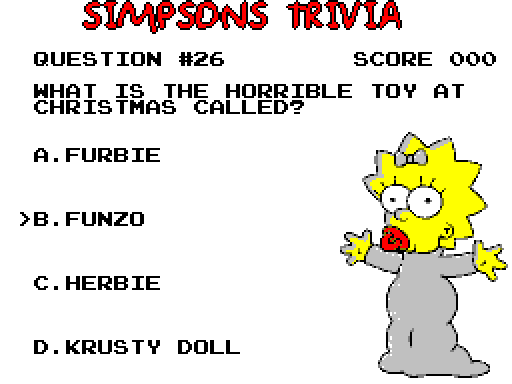 SIMPSONS TRIVIA
QUESTION #26 SCORE 000
WHAT IS THE HORRIBLE TOY AT
CHRISTMAS CALLED?
A.FURBIE
>B.FUNZO
C.HERBIE
D.KRUSTY DOLL